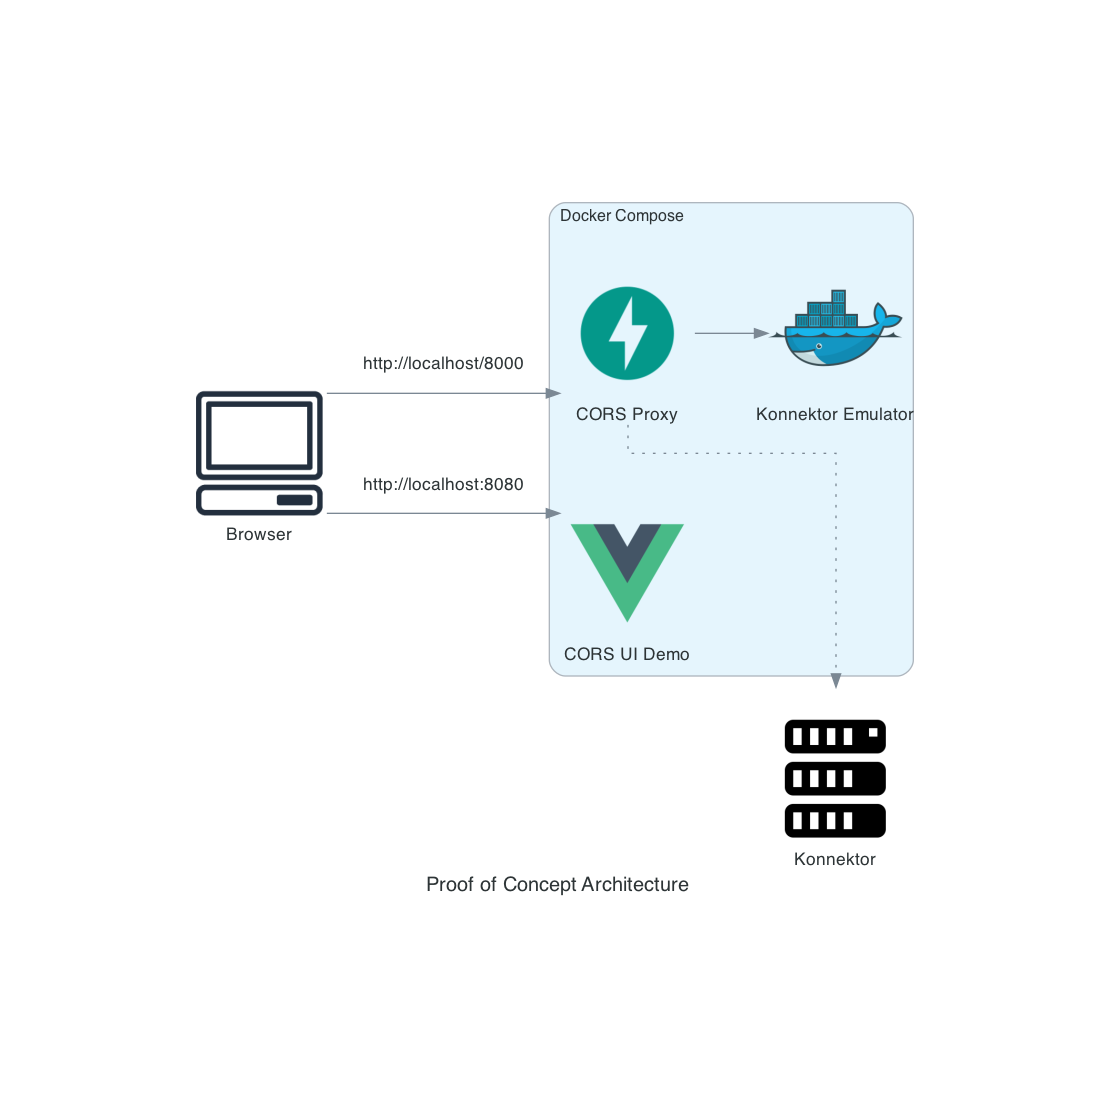 Docker Compose
http://localhost/8000
CORS Proxy
Konnektor Emulator
http://localhost:8080
Browser
CORS UI Demo
Konnektor
Proof of Concept Architecture